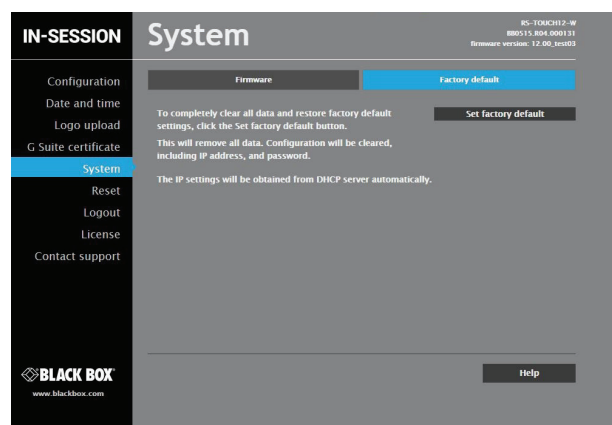 IN-SESSION
System
RS-TOUCH12-W
BB0515.R04.000131
Firmware version: 12.00_test03
Configuration
Date and time
Logo upload
G Suite certificate
System
Reset
Logout
License
Contact support
Firmware
Factory default
To completely clear all data and restore factory default
settings, click the Set factory default button.
This will remove all data. Configuration will be cleared,
including IP address, and password.
The IP settings will be obtained from DHCP server automatically.
Set factory default
Help
BLACK BOX®
www.blackbox.com